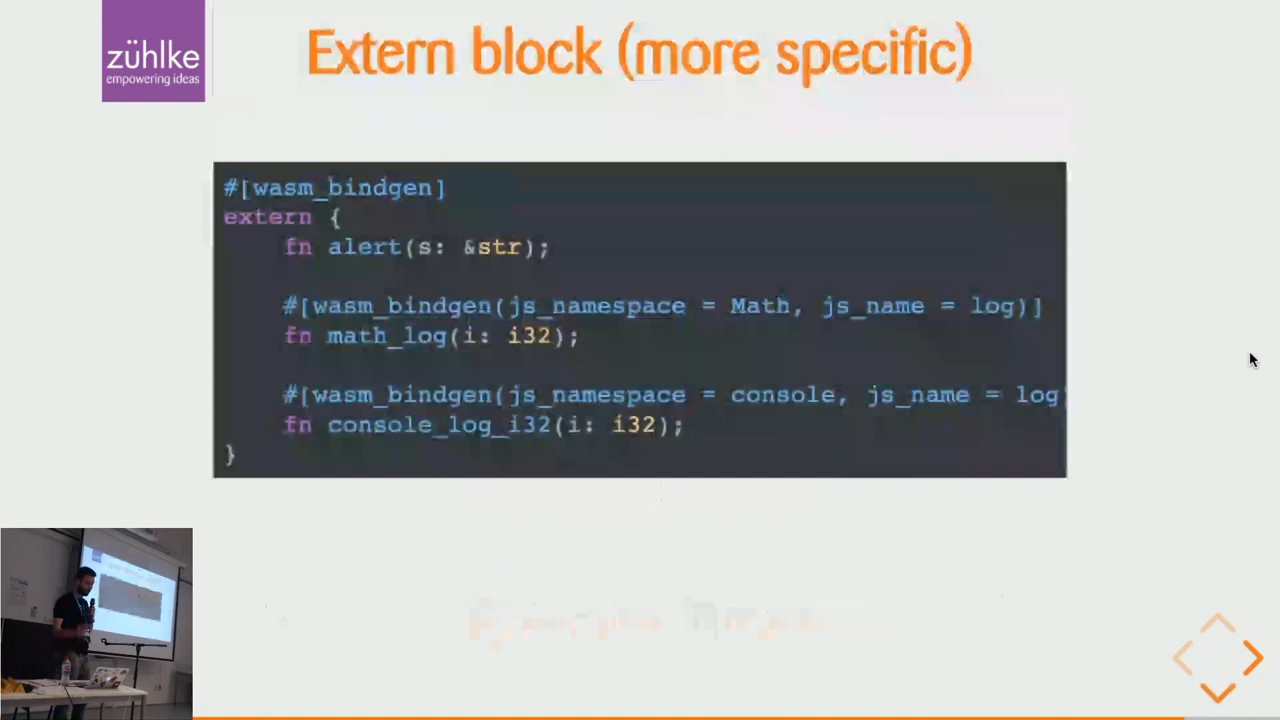 zühlke
empowering ideas
Extern block (more specific)
#[wasm_bindgen]
extern {
fn alert(s: &str);
#[wasm_bindgen(js_namespace = Math, js_name = log)]
fn math_log(i: i32);
#[wasm_bindgen(js_namespace = console, js_name = log
fn console_log_i32(i: i32);
}